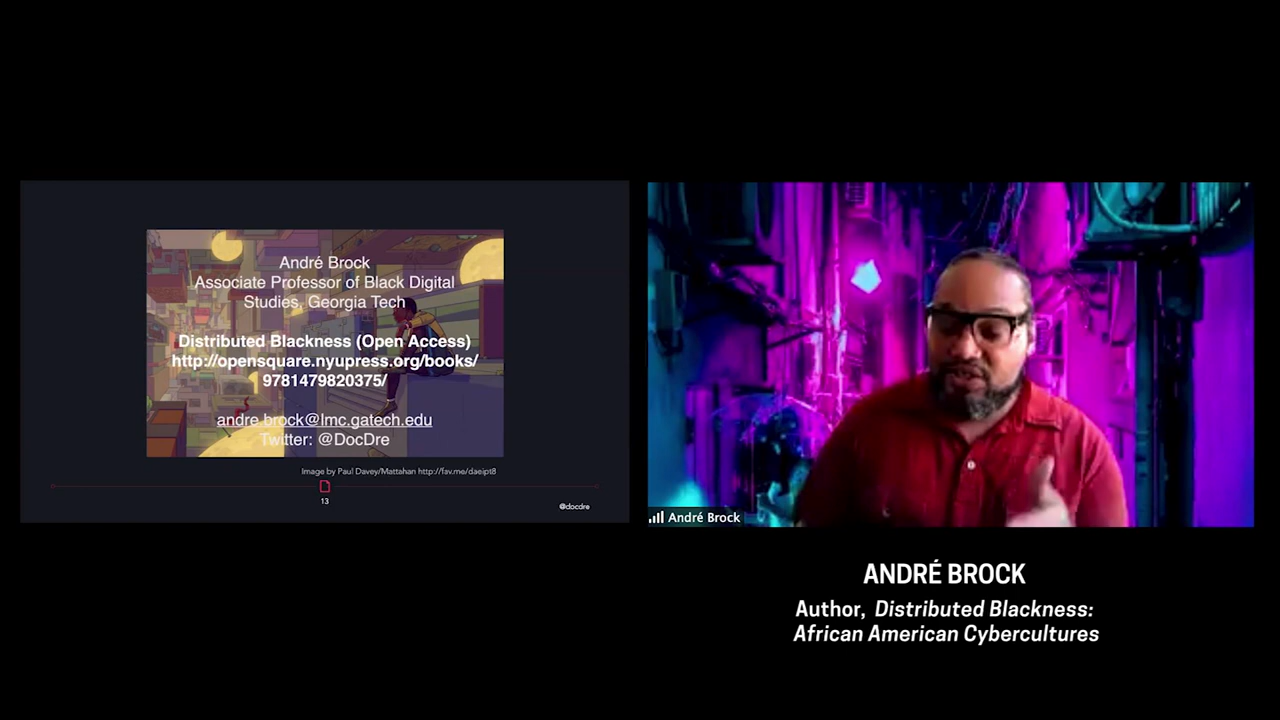 André Brock
Associate Professor of Black Digital
Studies, Georgia Tech
Distributed Blackness (Open Access)
http://opensquare.nyupress.org/books/
9781479820375/
andre.brock@lmc.gatech.edu
Twitter: @DocDre
Image by Paul Davey/Mattahan http://fav.me/daeipt8
13
@docdre
André Brock
ANDRÉ BROCK
Author, Distributed Blackness:
African American Cybercultures